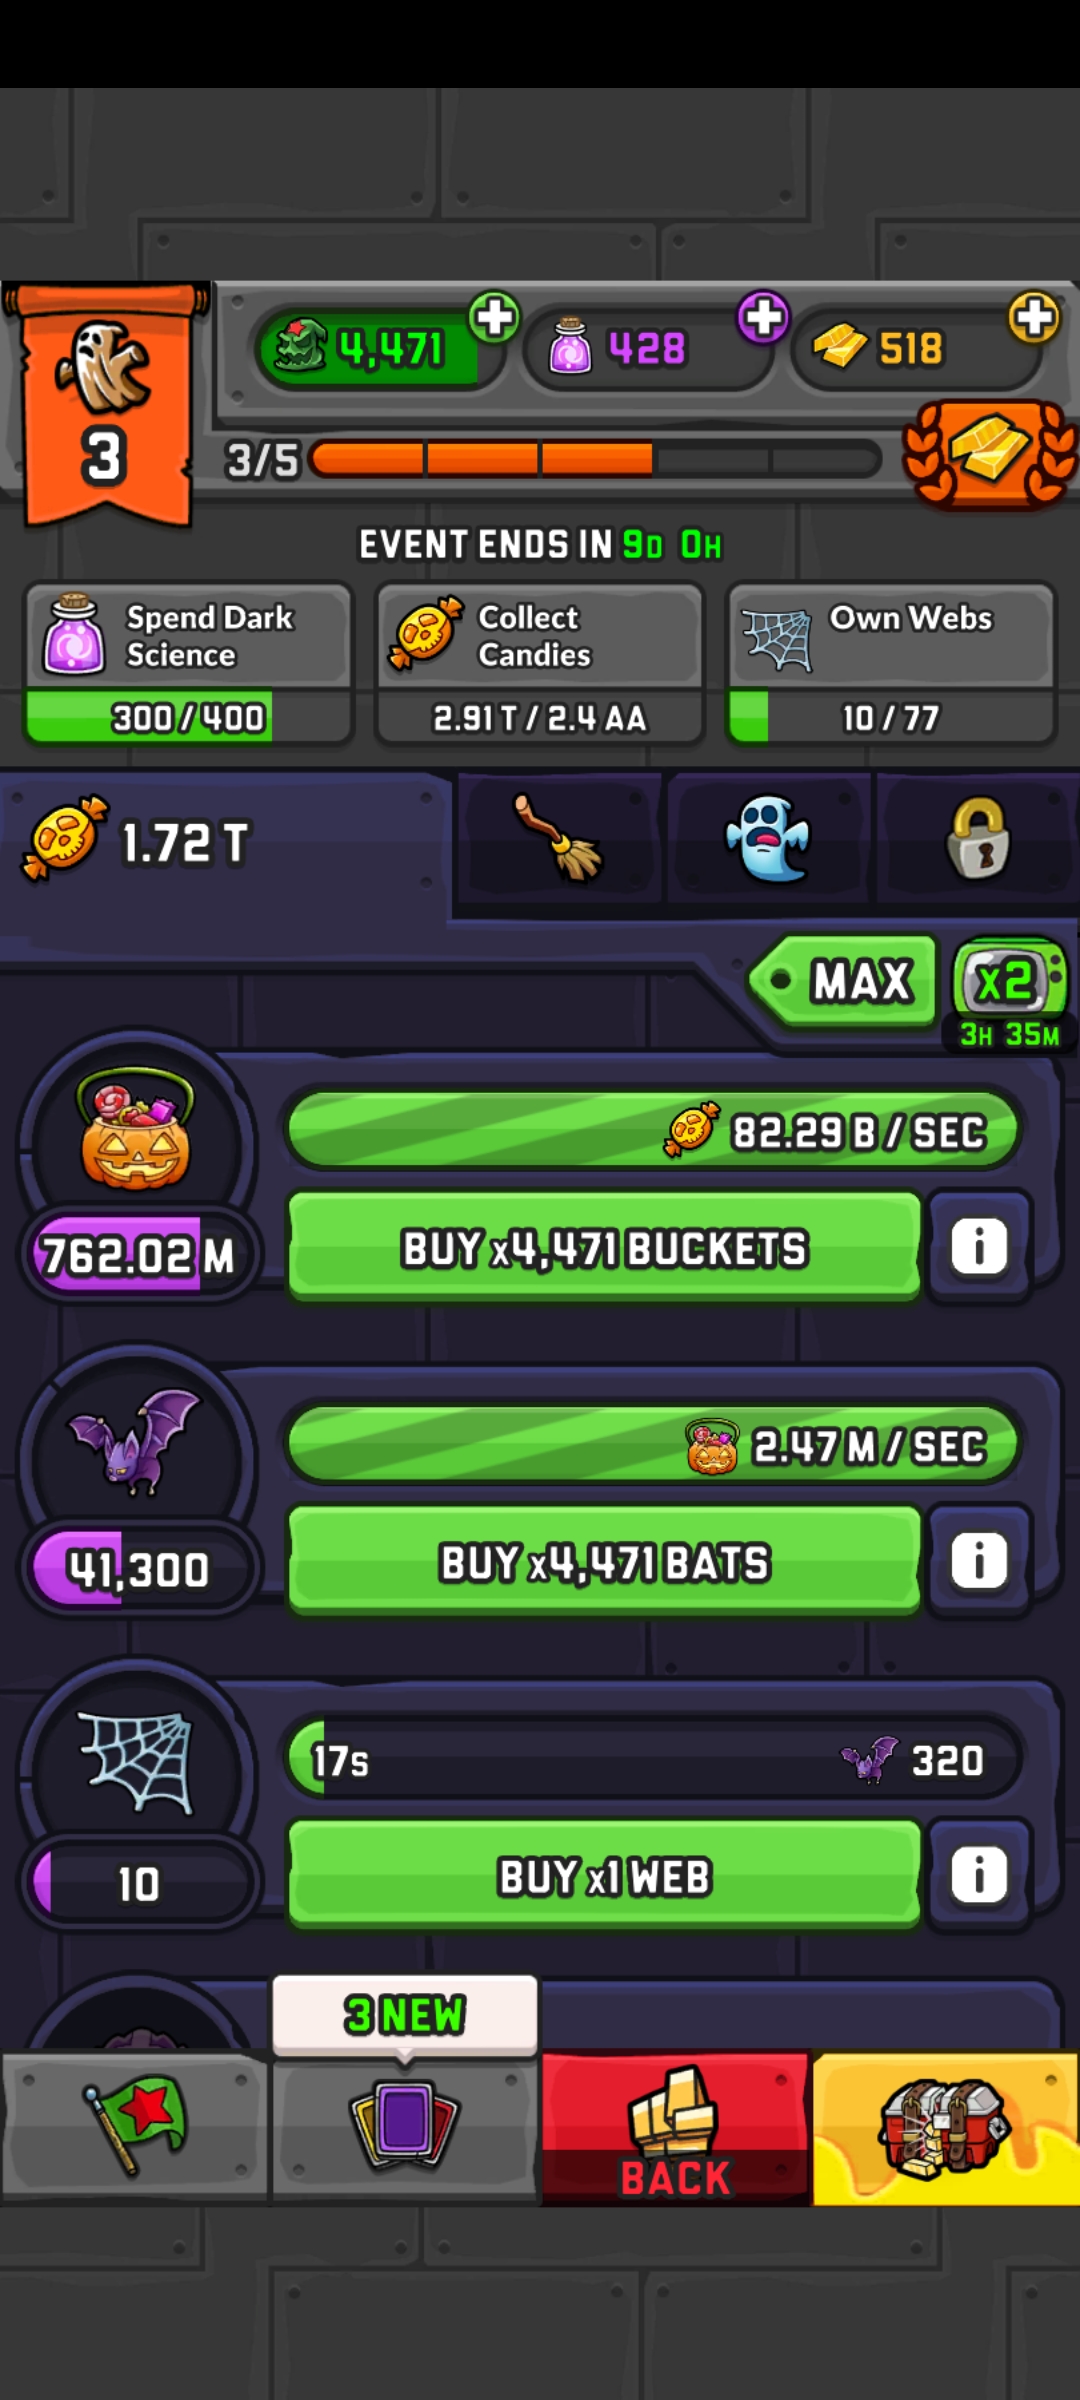 4,471
428
518
3
3/5
EVENT ENDS IN 9D 0H
Spend Dark
Science
300 / 400
Collect
Candies
2.91 T / 2.4 AA
Own Webs
10 / 77
1.72 T
MAX
x2
3H 35M
82.29 B / SEC
762.02 M
BUY x4,471 BUCKETS
i
2.47 M / SEC
41,300
BUY x4,471 BATS
i
17s
320
10
BUY x1 WEB
i
3 NEW
BACK